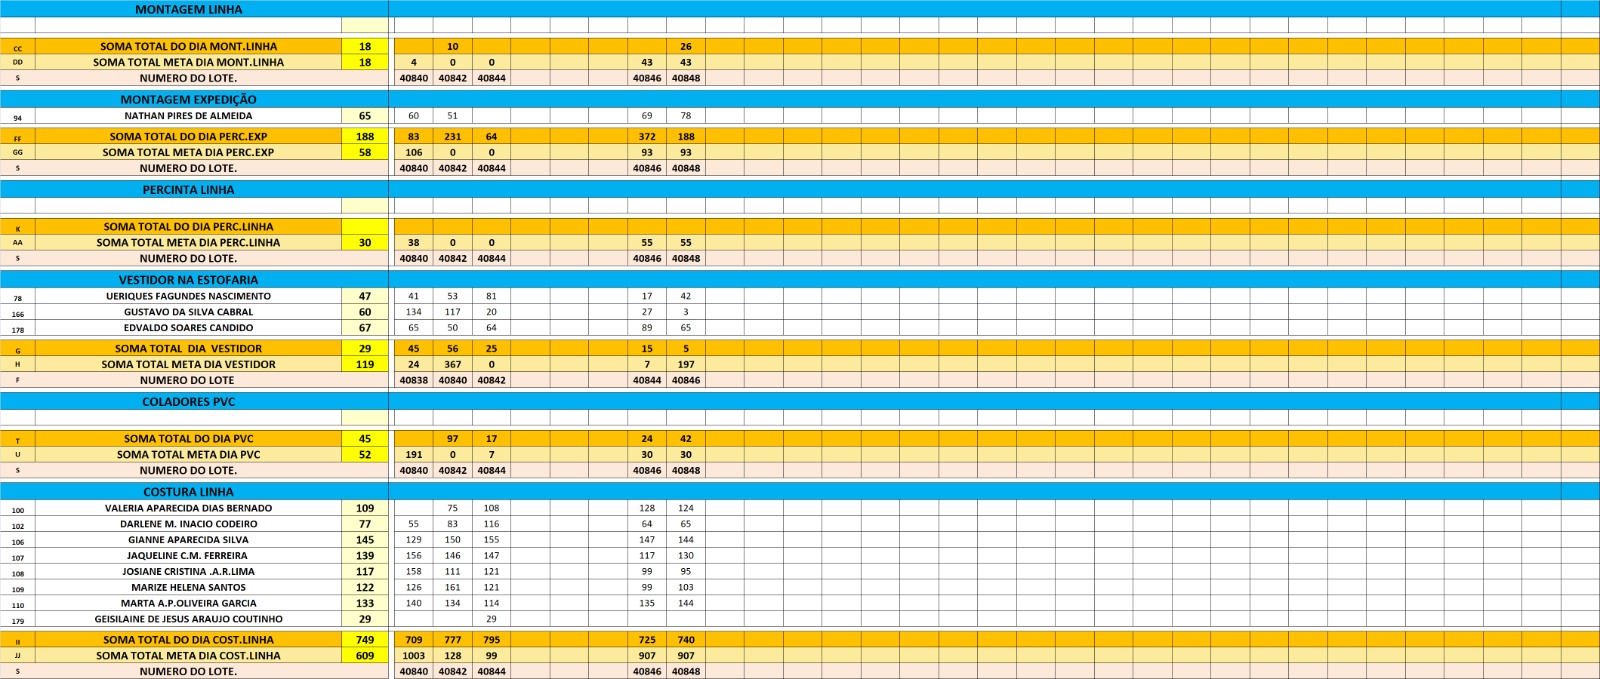 MONTAGEM LINHA
CC SOMA TOTAL DO DIA MONT.LINHA 18 10 26
DD SOMA TOTAL META DIA MONT.LINHA 18 4 0 0 43 43
S NUMERO DO LOTE. 40840 40842 40844 40846 40848
MONTAGEM EXPEDIÇÃO
94 NATHAN PIRES DE ALMEIDA 65 60 51 69 78
FF SOMA TOTAL DO DIA PERC.EXP 188 83 231 64 372 188
GG SOMA TOTAL META DIA PERC.EXP 58 106 0 0 93 93
S NUMERO DO LOTE. 40840 40842 40844 40846 40848
PERCINTA LINHA
K SOMA TOTAL DO DIA PERC.LINHA
AA SOMA TOTAL META DIA PERC.LINHA 30 38 0 0 55 55
S NUMERO DO LOTE. 40840 40842 40844 40846 40848
VESTIDOR NA ESTOFARIA
78 UERIQUES FAGUNDES NASCIMENTO 47 41 53 81 17 42
166 GUSTAVO DA SILVA CABRAL 60 134 117 20 27 3
178 EDVALDO SOARES CANDIDO 67 65 50 64 89 65
G SOMA TOTAL DIA VESTIDOR 29 45 56 25 15 5
H SOMA TOTAL META DIA VESTIDOR 119 24 367 0 7 197
F NUMERO DO LOTE 40838 40840 40842 40844 40846
COLADORES PVC
T SOMA TOTAL DO DIA PVC 45 97 17 24 42
U SOMA TOTAL META DIA PVC 52 191 0 7 30 30
S NUMERO DO LOTE. 40840 40842 40844 40846 40848
COSTURA LINHA
100 VALERIA APARECIDA DIAS BERNADO 109 75 108 128 124
102 DARLENE M. INACIO CODEIRO 77 55 83 116 64 65
106 GIANNE APARECIDA SILVA 145 129 150 155 147 144
107 JAQUELINE C.M. FERREIRA 139 156 146 147 117 130
108 JOSIANE CRISTINA .A.R.LIMA 117 158 111 121 99 95
109 MARIZE HELENA SANTOS 122 126 161 121 99 103
110 MARTA A.P.OLIVEIRA GARCIA 133 140 134 114 135 144
179 GEISILAINE DE JESUS ARAUJO COUTINHO 29 29
II SOMA TOTAL DO DIA COST.LINHA 749 709 777 795 725 740
JJ SOMA TOTAL META DIA COST.LINHA 609 1003 128 99 907 907
S NUMERO DO LOTE. 40840 40842 40844 40846 40848